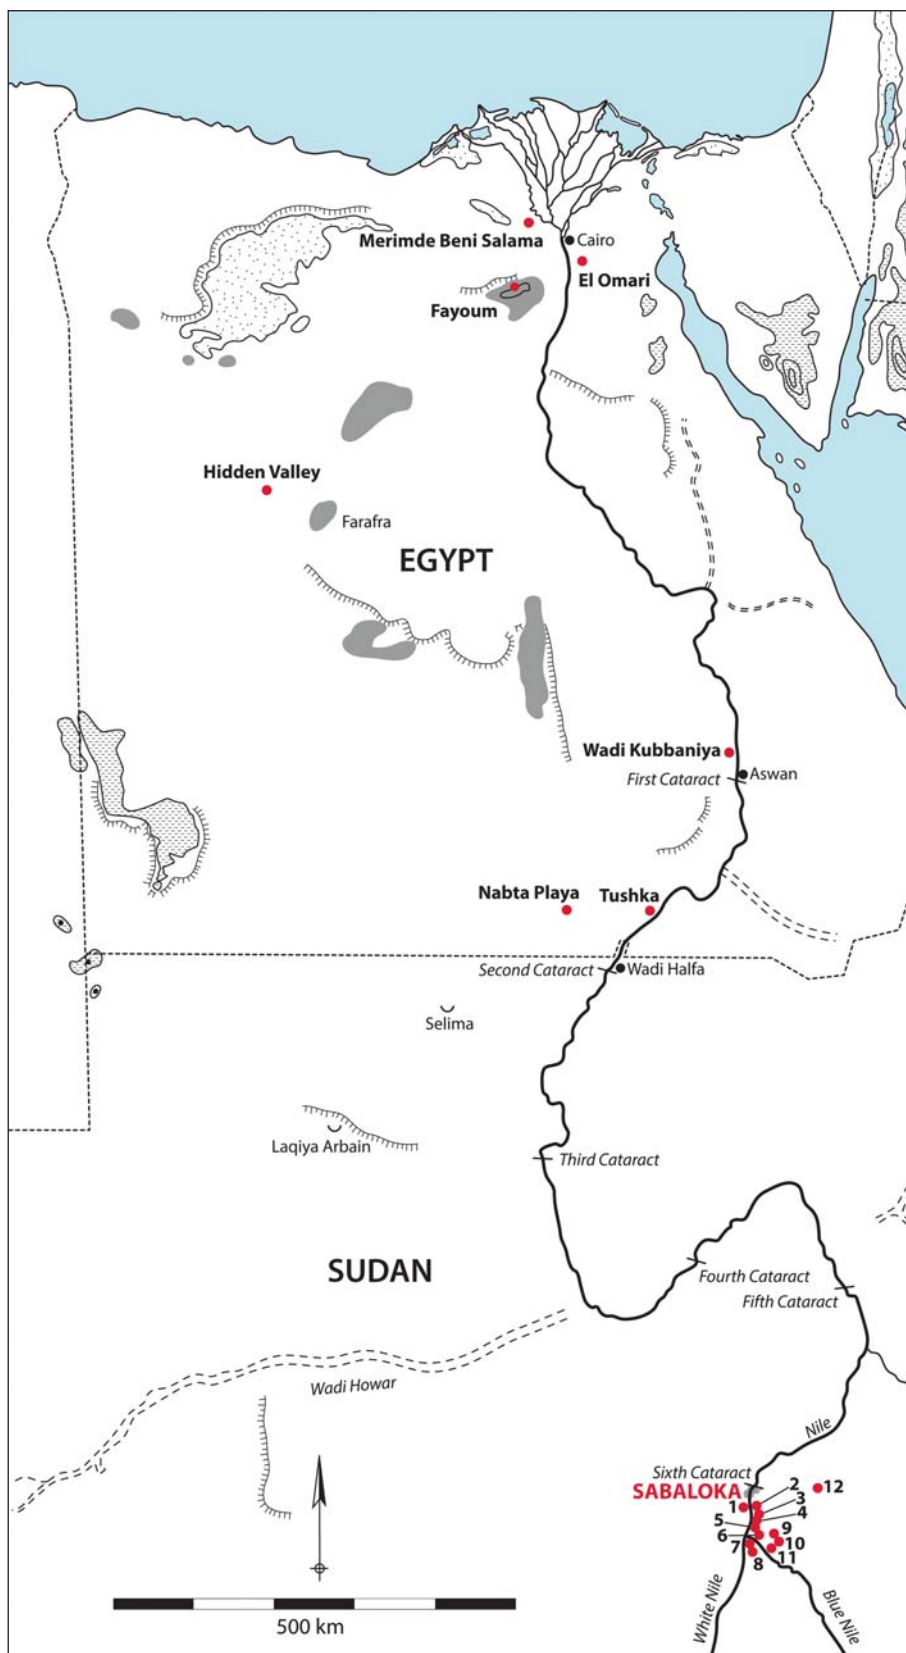 Merimde Beni Salama
Cairo
El Omari
Fayoum
Hidden Valley
Farafra
EGYPT
Wadi Kubbaniya
First Cataract
Aswan
Nabta Playa
Tushka
Second Cataract
Wadi Halfa
Selima
Laqiya Arbain
Third Cataract
SUDAN
Fourth Cataract
Fifth Cataract
Wadi Howar
Nile
Sixth Cataract
SABALOKA
1
2
3
4
5
6
7
8
9
10
11
12
White Nile
Blue Nile
500 km